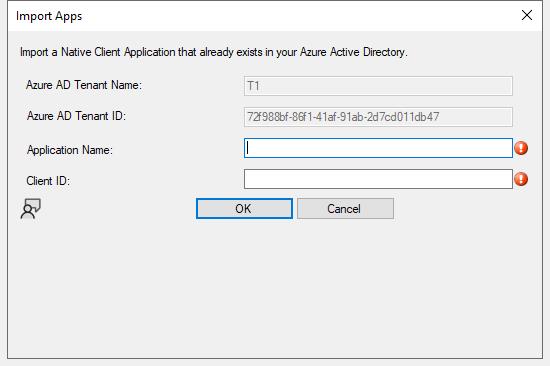 Import Apps
Import a Native Client Application that already exists in your Azure Active Directory.
Azure AD Tenant Name: T1
Azure AD Tenant ID: 72f988bf-86f1-41af-91ab-2d7cd011db47
Application Name:
Client ID:
OK Cancel